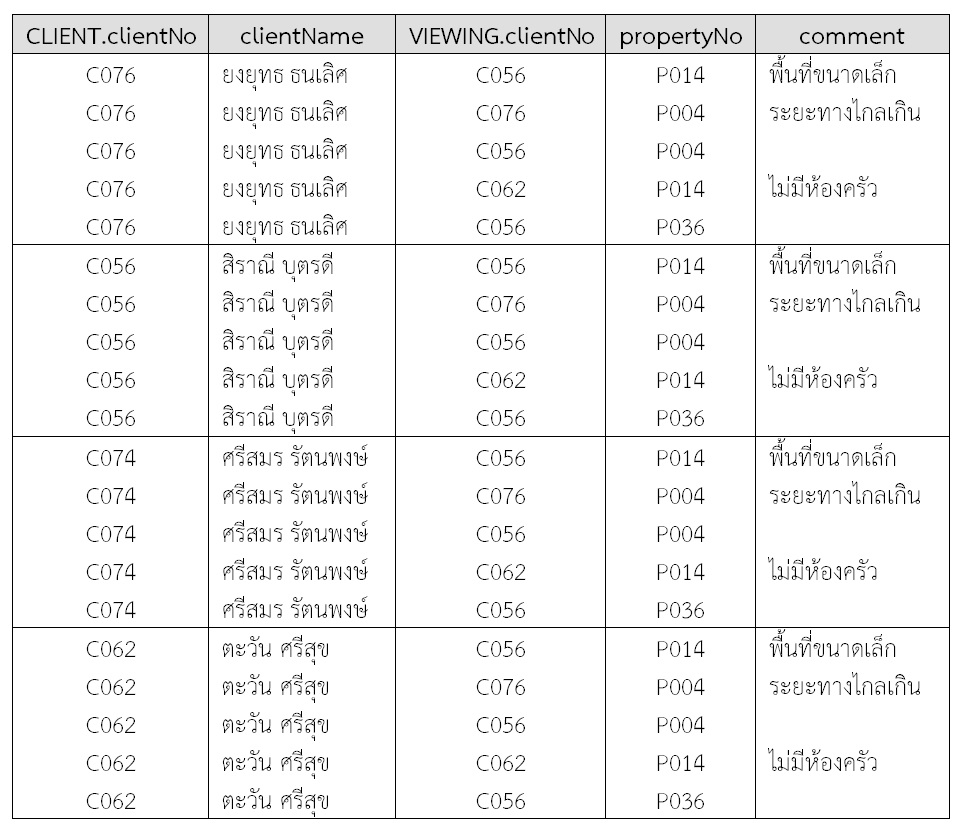 CLIENT.clientNo clientName VIEWING.clientNo propertyNo comment
C076 ยงยุทธ ธนเลิศ C056 P014 พื้นที่ขนาดเล็ก
C076 ยงยุทธ ธนเลิศ C076 P004 ระยะทางไกลเกิน
C076 ยงยุทธ ธนเลิศ C056 P004
C076 ยงยุทธ ธนเลิศ C062 P014 ไม่มีห้องครัว
C076 ยงยุทธ ธนเลิศ C056 P036
C056 สิราณี บุตรดี C056 P014 พื้นที่ขนาดเล็ก
C056 สิราณี บุตรดี C076 P004 ระยะทางไกลเกิน
C056 สิราณี บุตรดี C056 P004
C056 สิราณี บุตรดี C062 P014 ไม่มีห้องครัว
C056 สิราณี บุตรดี C056 P036
C074 ศรีสมร รัตนพงษ์ C056 P014 พื้นที่ขนาดเล็ก
C074 ศรีสมร รัตนพงษ์ C076 P004 ระยะทางไกลเกิน
C074 ศรีสมร รัตนพงษ์ C056 P004
C074 ศรีสมร รัตนพงษ์ C062 P014 ไม่มีห้องครัว
C074 ศรีสมร รัตนพงษ์ C056 P036
C062 ตะวัน ศรีสุข C056 P014 พื้นที่ขนาดเล็ก
C062 ตะวัน ศรีสุข C076 P004 ระยะทางไกลเกิน
C062 ตะวัน ศรีสุข C056 P004
C062 ตะวัน ศรีสุข C062 P014 ไม่มีห้องครัว
C062 ตะวัน ศรีสุข C056 P036